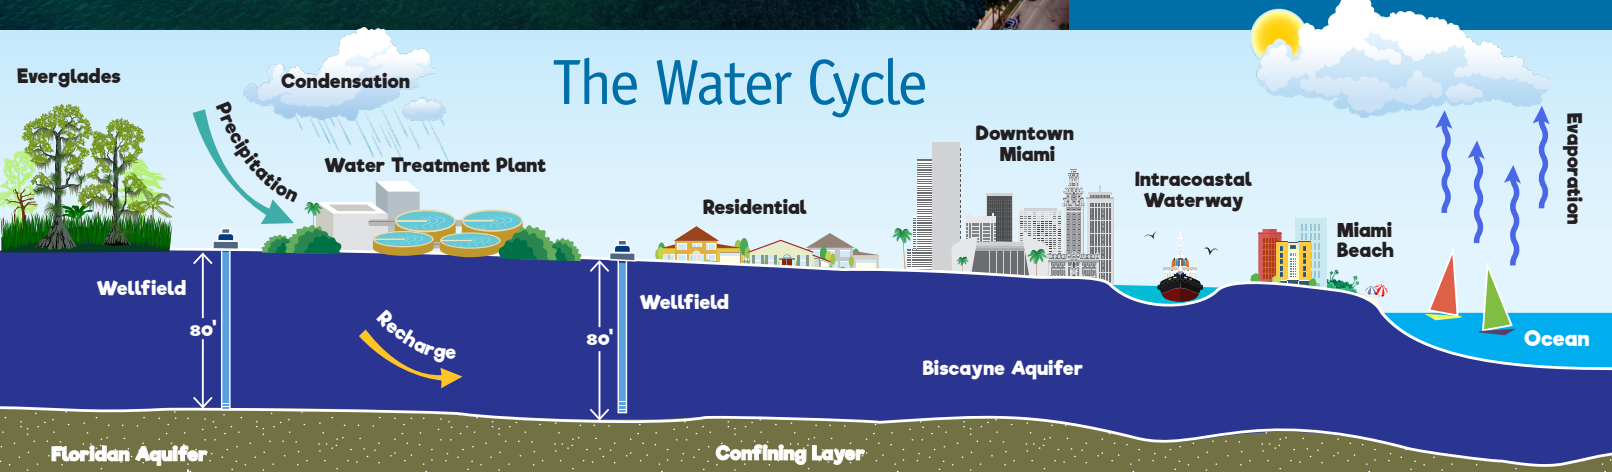 The Water Cycle
Everglades
Condensation
Precipitation
Water Treatment Plant
Residential
Downtown
Miami
Intracoastal
Waterway
Miami
Beach
Evaporation
Wellfield
80'
Recharge
80'
Wellfield
Biscayne Aquifer
Ocean
Floridan Aquifer
Confining Layer